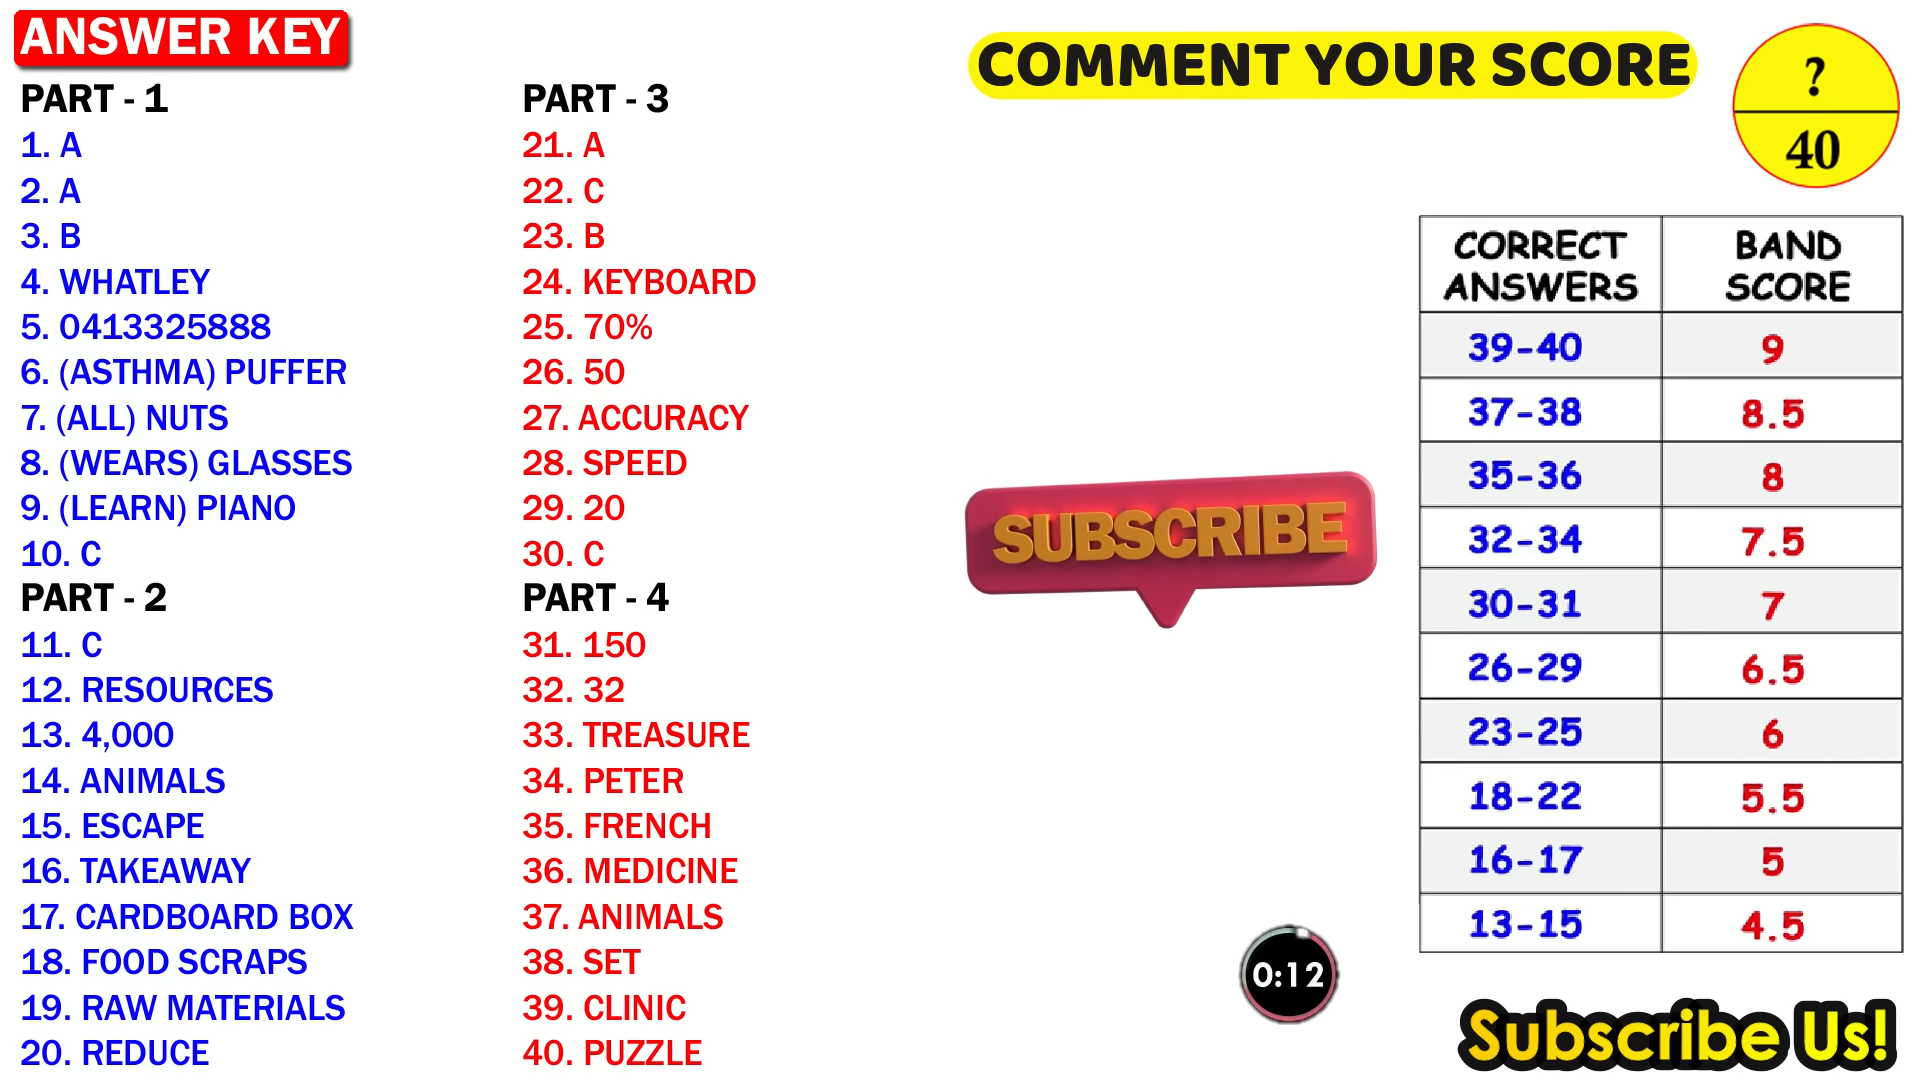 ANSWER KEY
PART - 1
1. A
2. A
3. B
4. WHATLEY
5. 0413325888
6. (ASTHMA) PUFFER
7. (ALL) NUTS
8. (WEARS) GLASSES
9. (LEARN) PIANO
10. C
PART - 2
11. C
12. RESOURCES
13. 4,000
14. ANIMALS
15. ESCAPE
16. TAKEAWAY
17. CARDBOARD BOX
18. FOOD SCRAPS
19. RAW MATERIALS
20. REDUCE
PART - 3
21. A
22. C
23. B
24. KEYBOARD
25. 70%
26. 50
27. ACCURACY
28. SPEED
29. 20
30. C
PART - 4
31. 150
32. 32
33. TREASURE
34. PETER
35. FRENCH
36. MEDICINE
37. ANIMALS
38. SET
39. CLINIC
40. PUZZLE
COMMENT YOUR SCORE
?
40
SUBSCRIBE
0:12
CORRECT ANSWERS BAND SCORE
39-40 9
37-38 8.5
35-36 8
32-34 7.5
30-31 7
26-29 6.5
23-25 6
18-22 5.5
16-17 5
13-15 4.5
Subscribe Us!